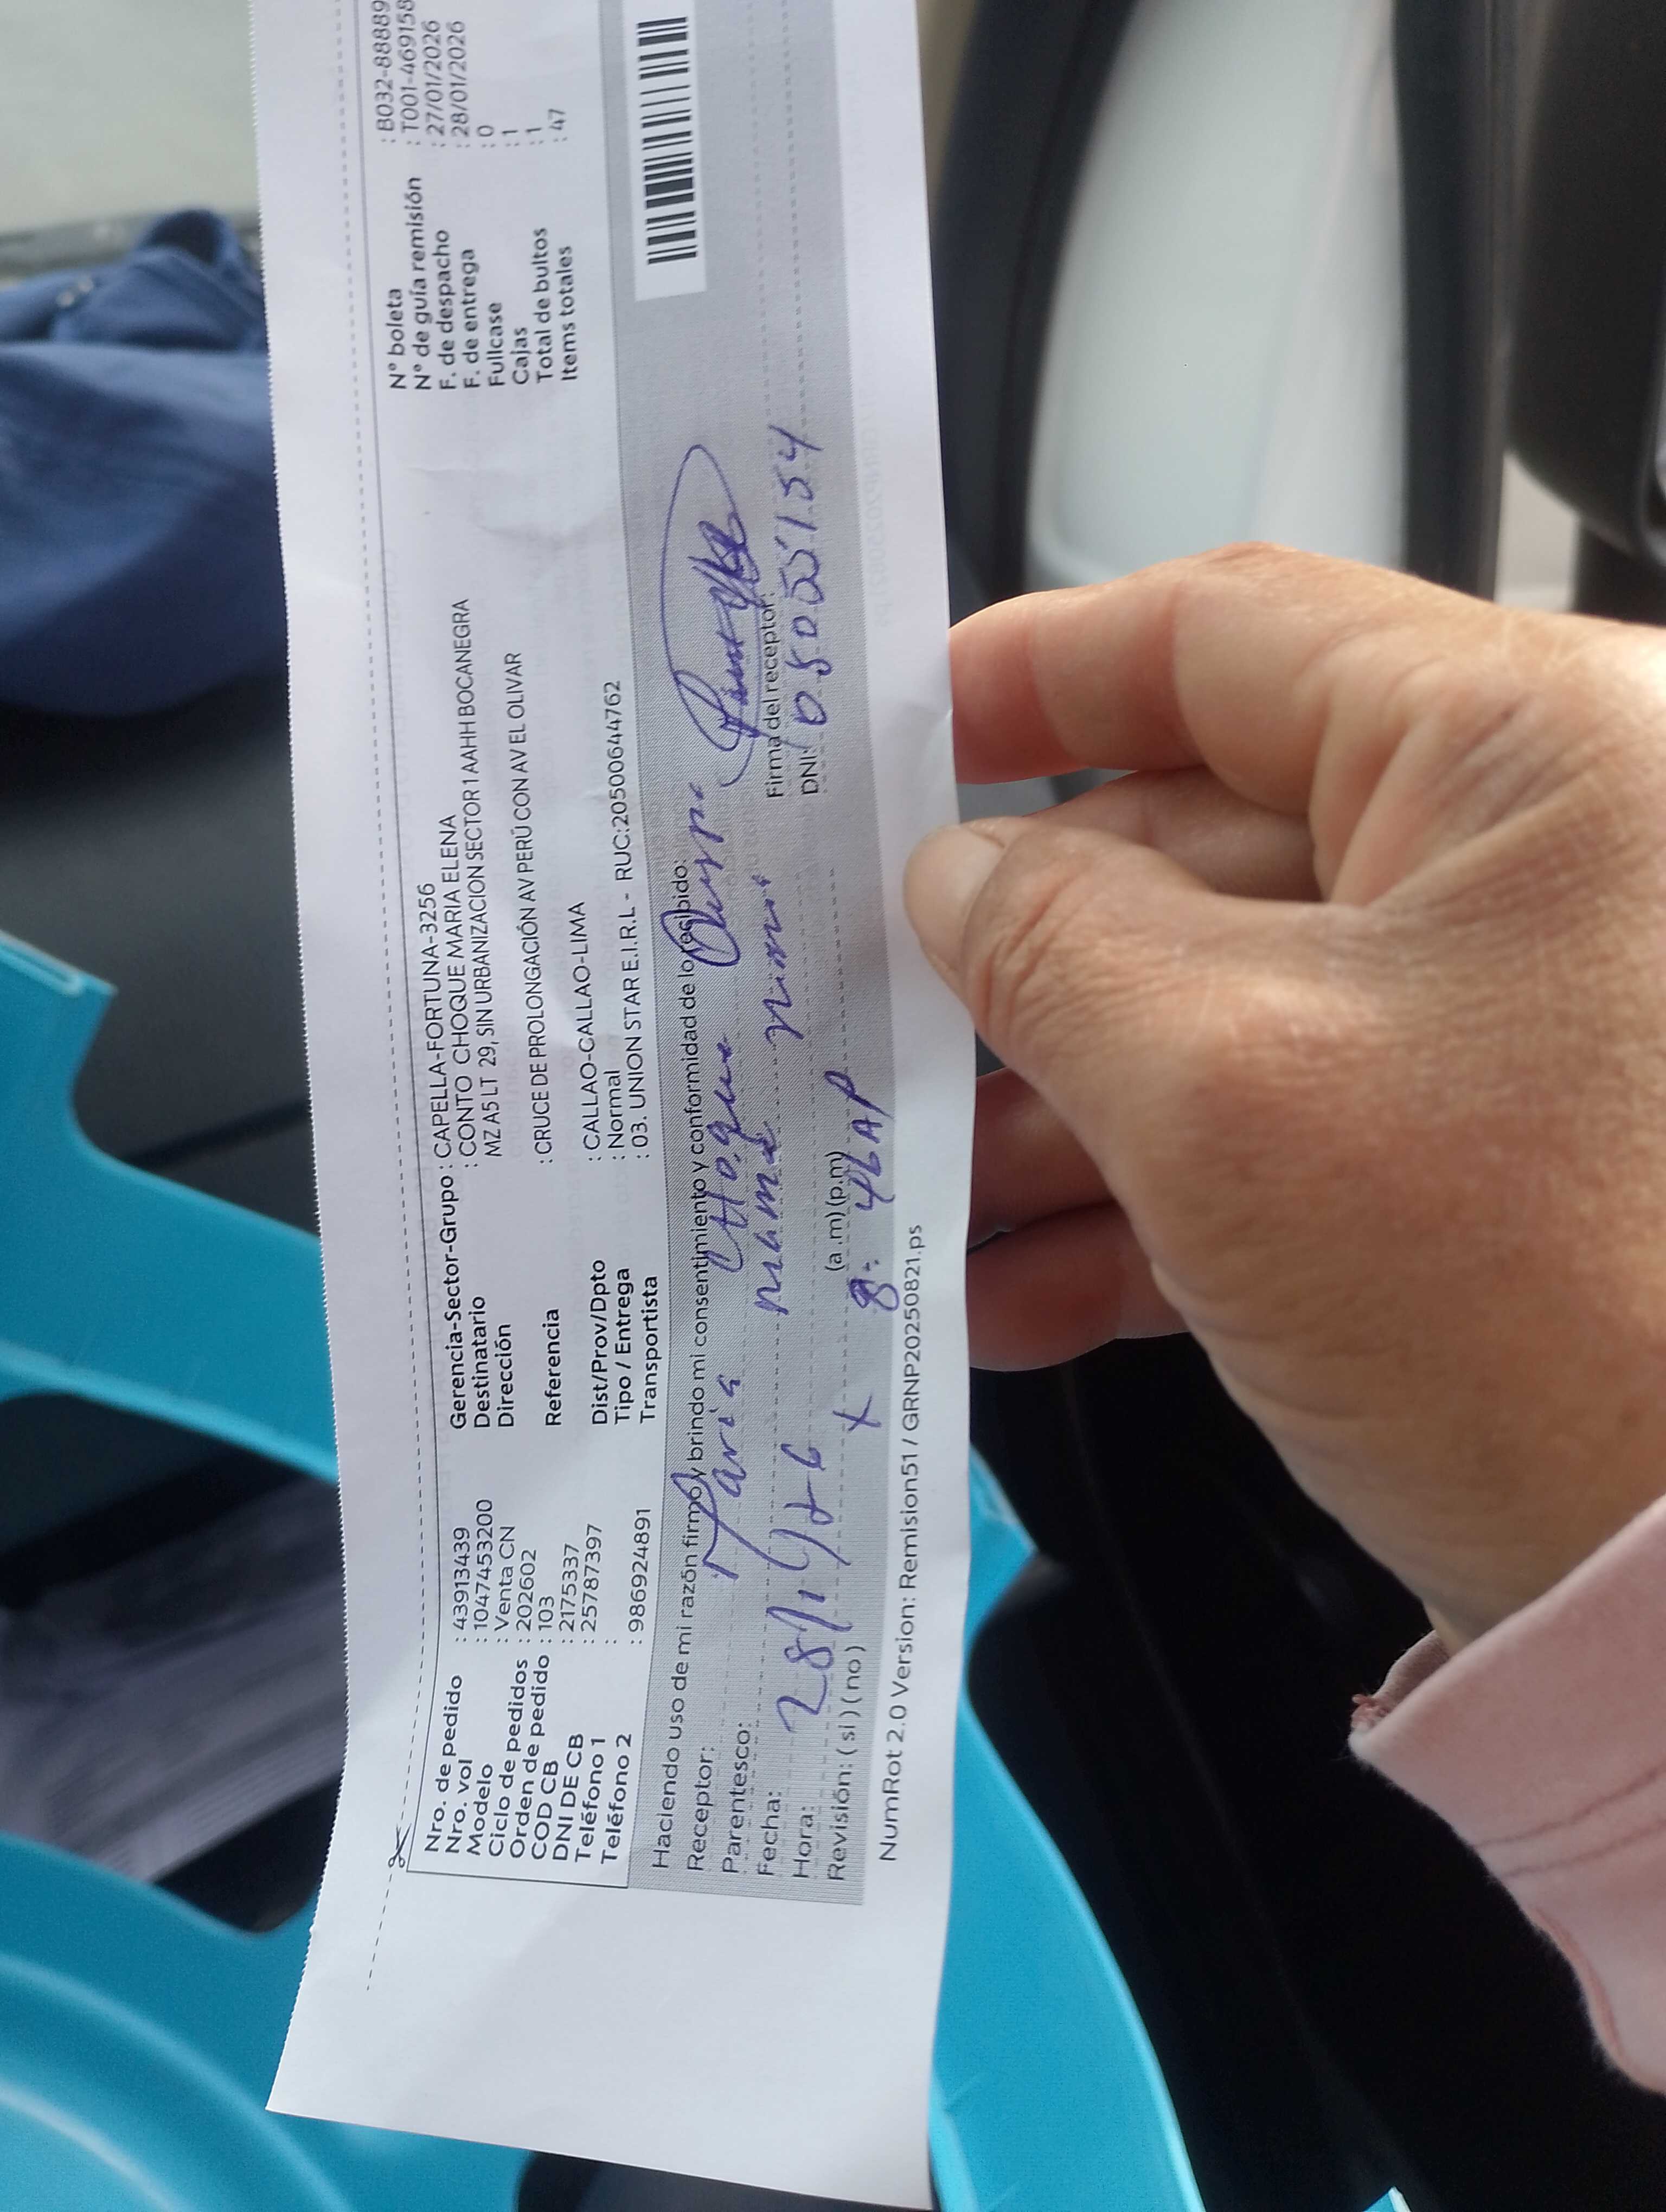 Nro. de pedido : 43913439
Nro. vol : 104745320​0
Modelo : Venta CN
Ciclo de pedidos : 202602
Orden de pedido : 103
COD CB : 2175337
DNI DE CB : 25787397
Teléfono 1 :
Teléfono 2 : 986924891
Gerencia-Sector-Grupo : CAPELLA-FORTUNA-3256
Destinatario : CONTO CHOQUE MARIA ELENA
Dirección MZ A5 LT 29, SIN URBANIZACION SECTOR 1 AAHH BOCANEGRA
Referencia : CRUCE DE PROLONGACIÓN AV PERÚ CON AV EL OLIVAR
Dist/Prov/Dpto : CALLAO-CALLAO-LIMA
Tipo / Entrega : Normal
Transportista : 03. UNION STAR E.I.R.L - RUC:20500644762
N° boleta : B032-88889
N° de guía remisión : T001-469158
F. de despacho : 27/01/2026
F. de entrega : 28/01/2026
Fullcase : 0
Cajas : 1
Total de bultos : 1
Items totales : 47
Haciendo uso de mi razón firmo y brindo mi consentimiento y conformidad de lo recibido:
Receptor: Maria Choque
Parentesco: mamá
Fecha: 28/1/26
Hora: 8:46 (a.m) (p.m)
Revisión: ( si ) ( no ) x
Firma del receptor:
DNI:
NumRot 2.0 Version: Remision51 / GRNP20250821.ps